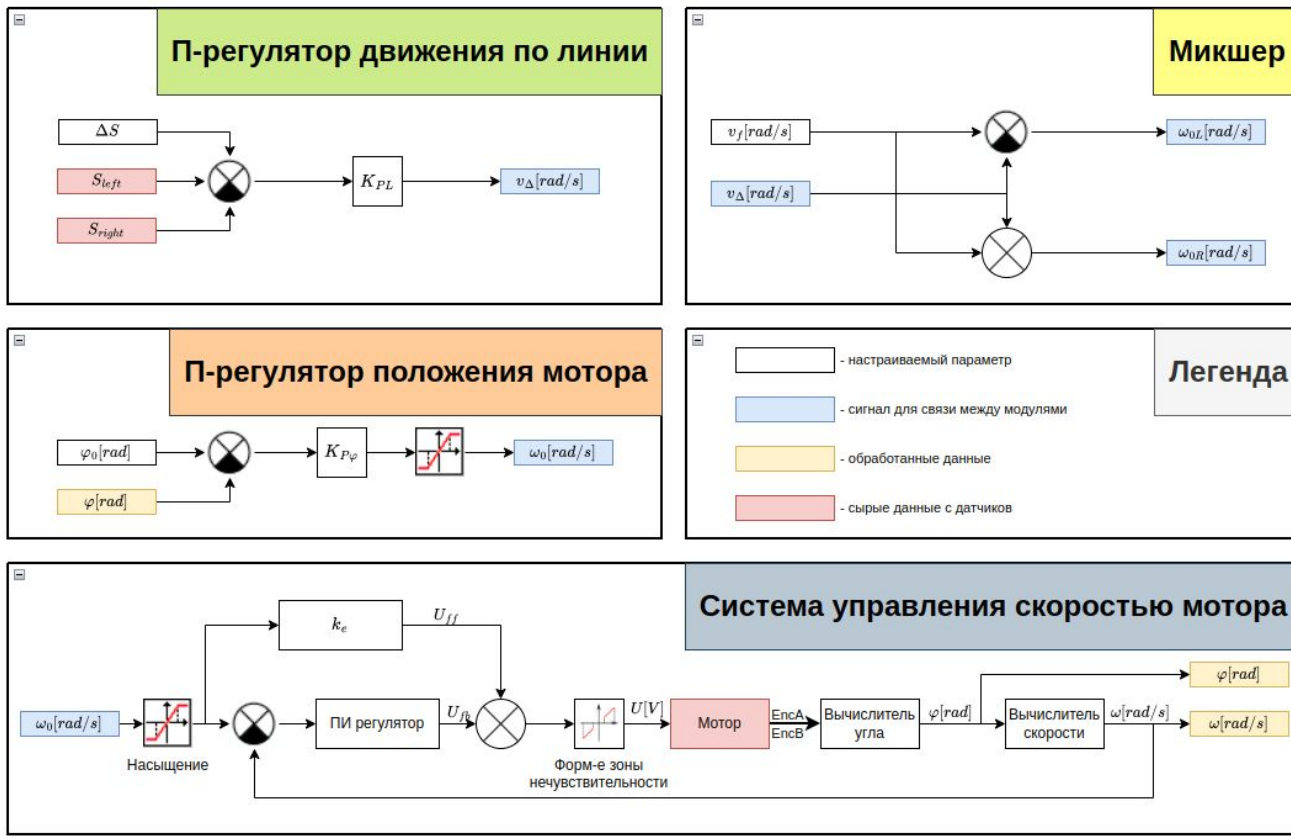 П-регулятор движения по линии
ΔS
S_left
S_right
K_PL
v_Δ[rad/s]
Микшер
v_f[rad/s]
v_Δ[rad/s]
ω_0L[rad/s]
ω_0R[rad/s]
П-регулятор положения мотора
φ_0[rad]
φ[rad]
K_Pφ
ω_0[rad/s]
Легенда
- настраиваемый параметр
- сигнал для связи между модулями
- обработанные данные
- сырые данные с датчиков
Система управления скоростью мотора
k_e
U_ff
ω_0[rad/s]
Насыщение
ПИ регулятор
U_fb
Форм-е зоны
нечувствительности
U[V]
Мотор
EncA
EncB
Вычислитель
угла
φ[rad]
Вычислитель
скорости
ω[rad/s]
φ[rad]
ω[rad/s]